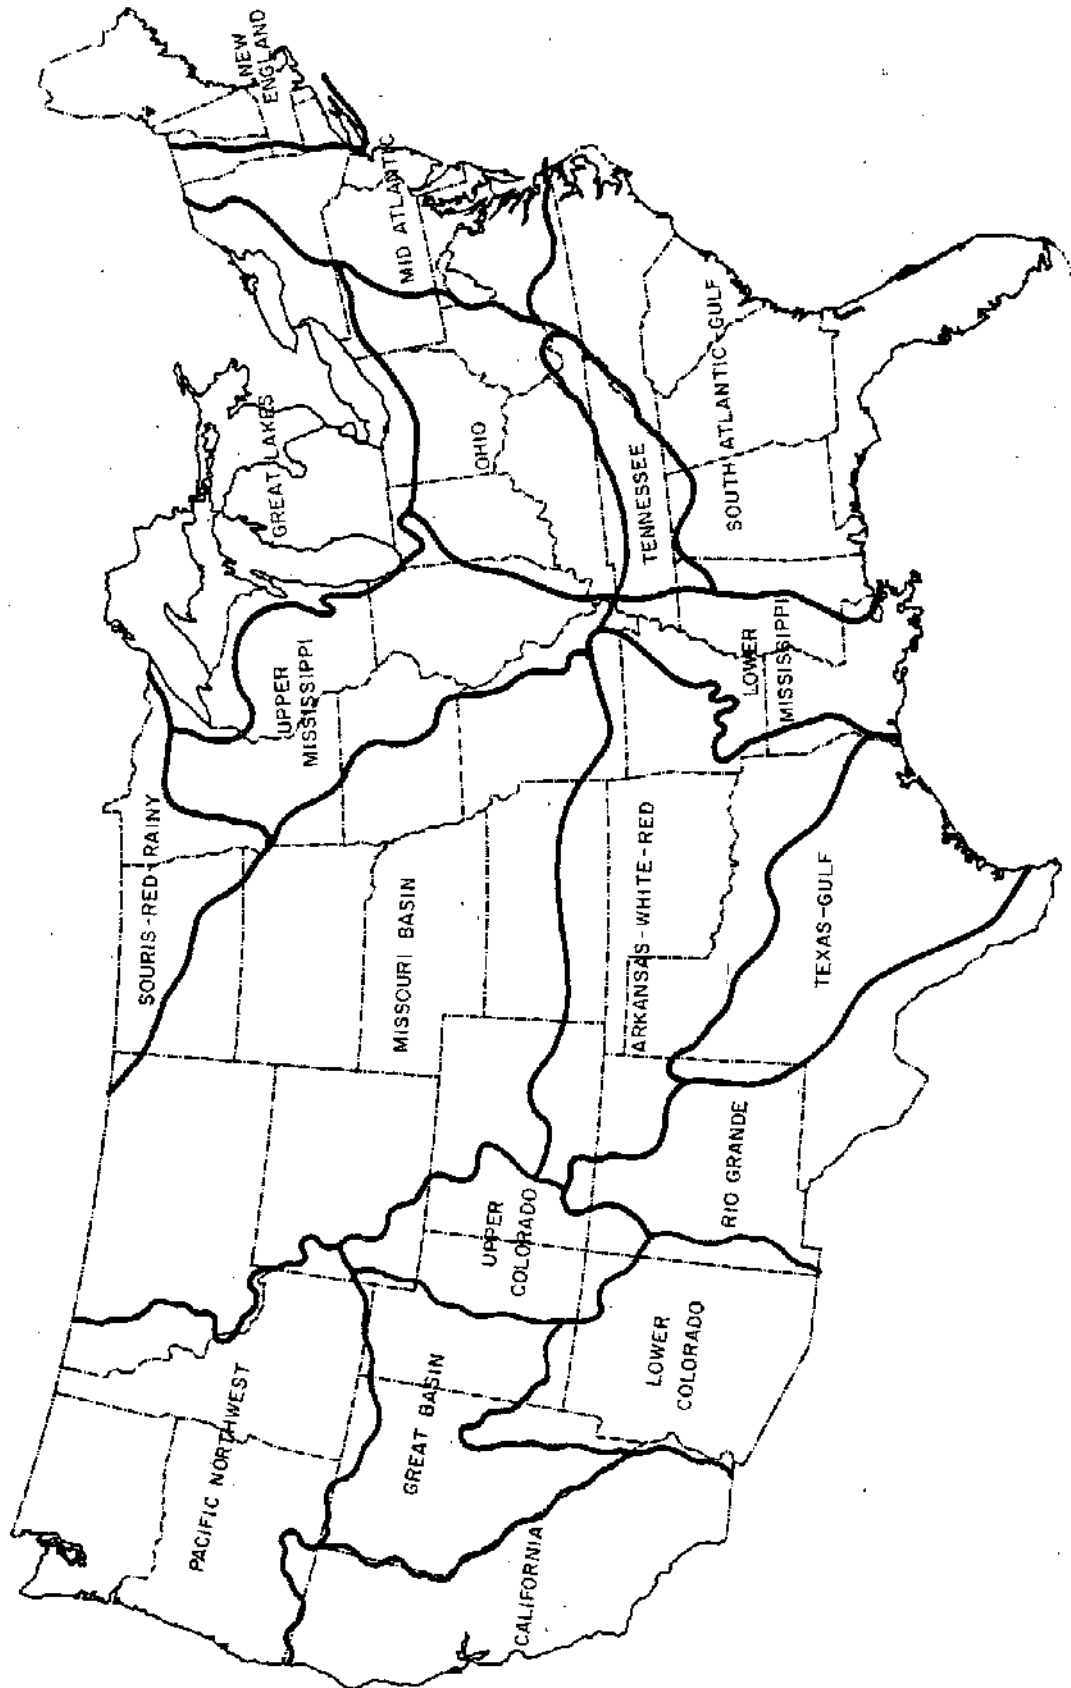 PACIFIC NORTHWEST
CALIFORNIA
GREAT BASIN
LOWER
COLORADO
UPPER
COLORADO
RIO GRANDE
SOURIS-RED-RAINY
MISSOURI BASIN
ARKANSAS-WHITE-RED
TEXAS-GULF
UPPER
MISSISSIPPI
LOWER
MISSISSIPPI
GREAT LAKES
OHIO
TENNESSEE
SOUTH ATLANTIC-GULF
MID ATLANTIC
NEW
ENGLAND